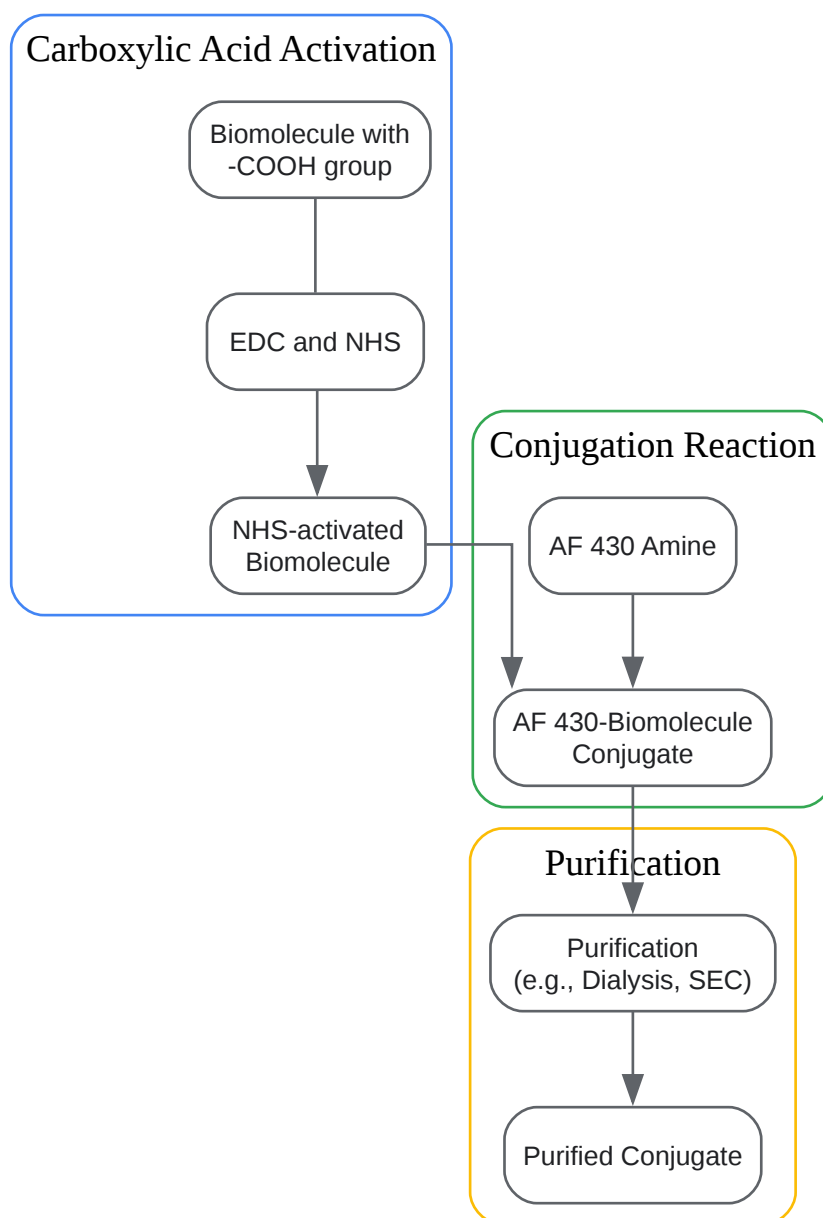 Carboxylic Acid Activation
Biomolecule with
-COOH group
EDC and NHS
NHS-activated
Biomolecule
Conjugation Reaction
AF 430 Amine
AF 430-Biomolecule
Conjugate
Purification
Purification
(e.g., Dialysis, SEC)
Purified Conjugate